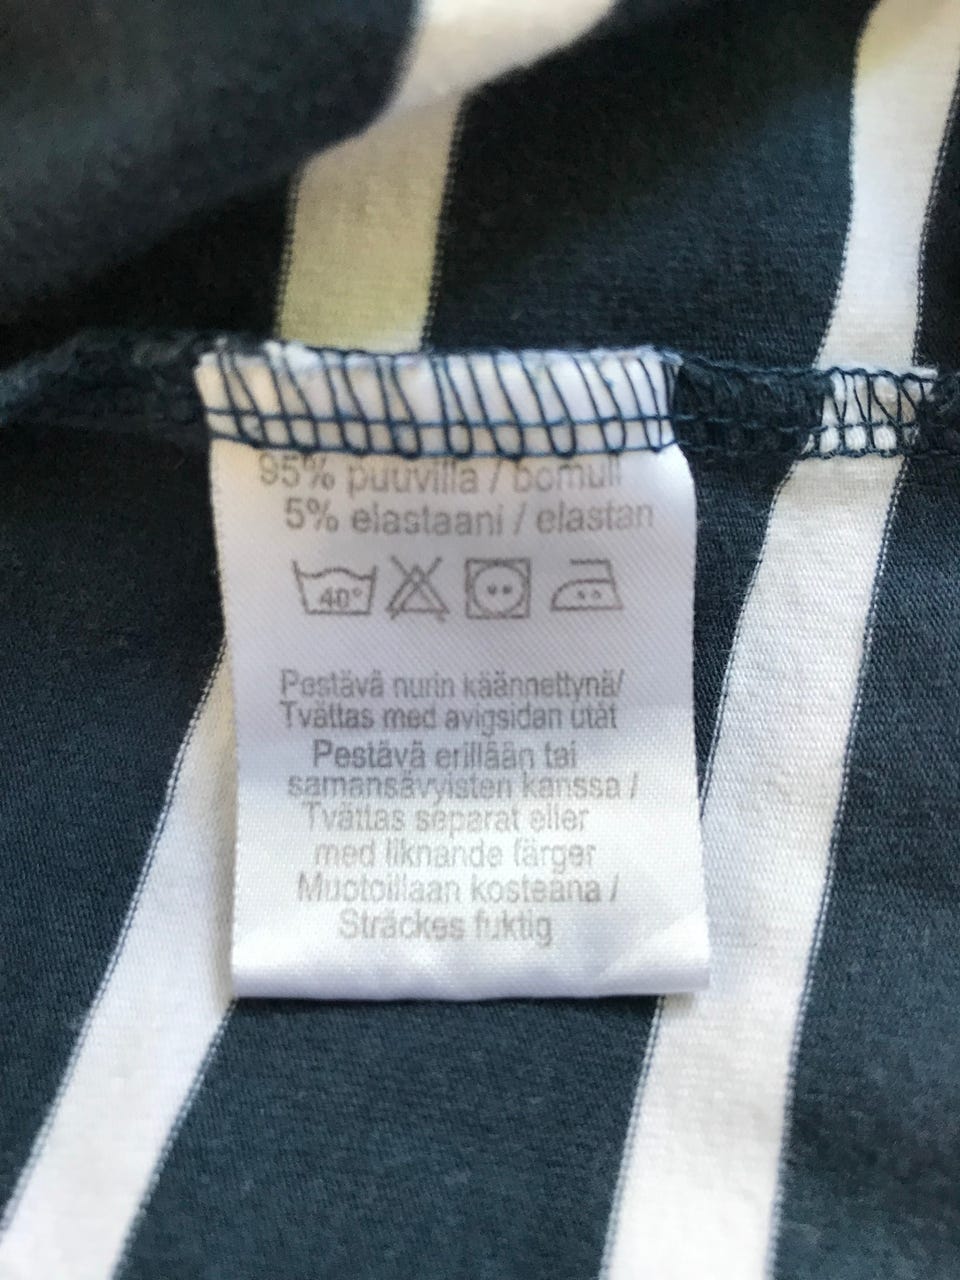 95% puuvilla / bomull
5% elastaani / elastan
40°
Pestävä nurin käännettynä/
Tvättas med avigsidan utåt
Pestävä erillään tai
samansävyisten kanssa /
Tvättas separat eller
med liknande färger
Muotoillaan kosteana /
Sträckes fuktig